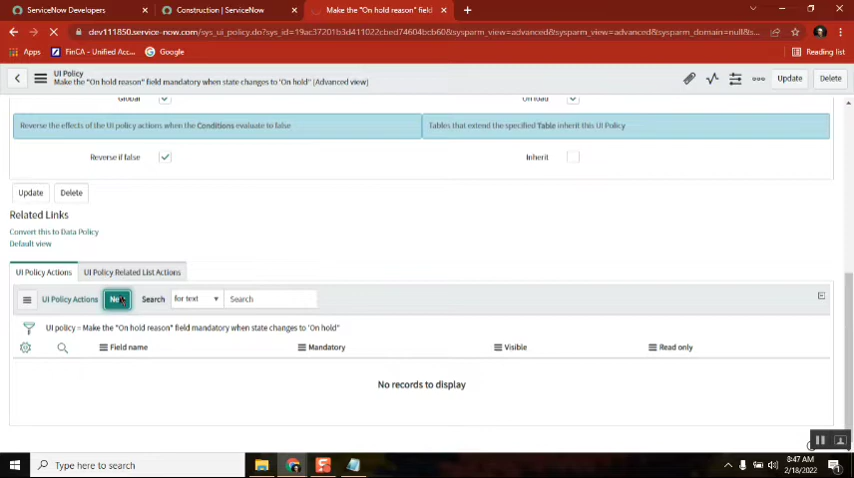 ServiceNow Developers
Construction | ServiceNow
Make the "On hold reason" field
dev111850.service-now.com/sys_ui_policy.do?sys_id=19ac37201b3d411022cbed74604bcb60&sysparm_view=advanced&sysparm_view=advanced&sysparm_domain=null&s...
Apps
FinCA - Unified Acc...
Google
Reading list
UI Policy
Make the "On hold reason" field mandatory when state changes to 'On hold' (Advanced view)
Update
Delete
Global
On load
Reverse the effects of the UI policy actions when the Conditions evaluate to false
Tables that extend the specified Table inherit this UI Policy
Reverse if false
Inherit
Update
Delete
Related Links
Convert this to Data Policy
Default view
UI Policy Actions
UI Policy Related List Actions
UI Policy Actions
New
Search
for text
Search
UI policy = Make the "On hold reason" field mandatory when state changes to 'On hold'
Field name
Mandatory
Visible
Read only
No records to display
Type here to search
8:47 AM
2/18/2022